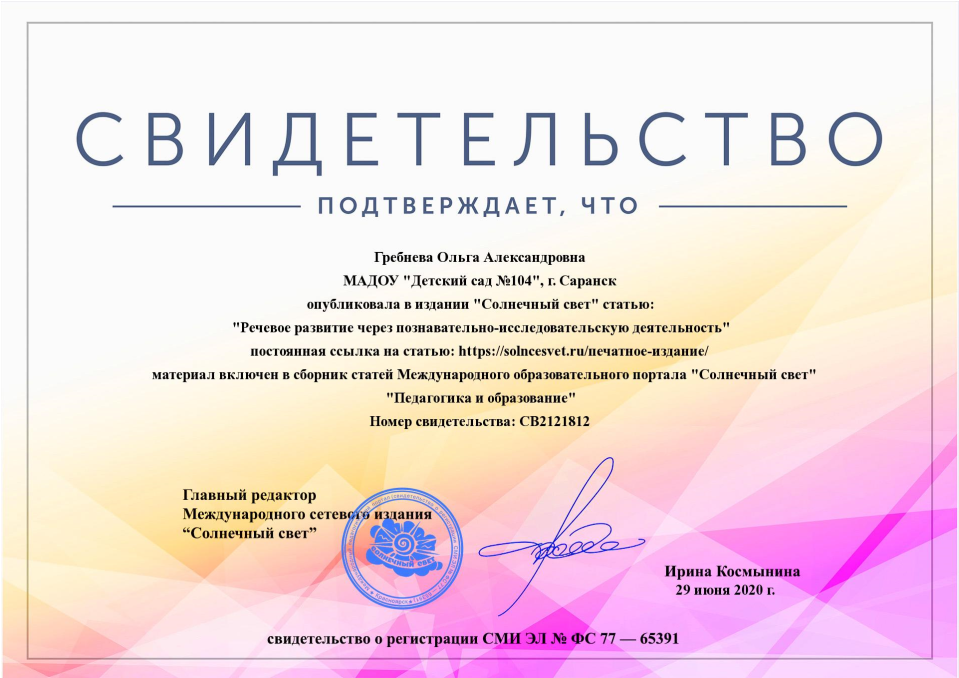 СВИДЕТЕЛЬСТВО
ПОДТВЕРЖДАЕТ, ЧТО
Гребнева Ольга Александровна
МАДОУ "Детский сад №104", г. Саранск
опубликовала в издании "Солнечный свет" статью:
"Речевое развитие через познавательно-исследовательскую деятельность"
постоянная ссылка на статью: https://solncesvet.ru/печатное-издание/
материал включен в сборник статей Международного образовательного портала "Солнечный свет"
"Педагогика и образование"
Номер свидетельства: СВ2121812
Главный редактор
Международного сетевого издания
“Солнечный свет”
Солнечный свет
Ирина Космынина
29 июня 2020 г.
свидетельство о регистрации СМИ ЭЛ № ФС 77 — 65391